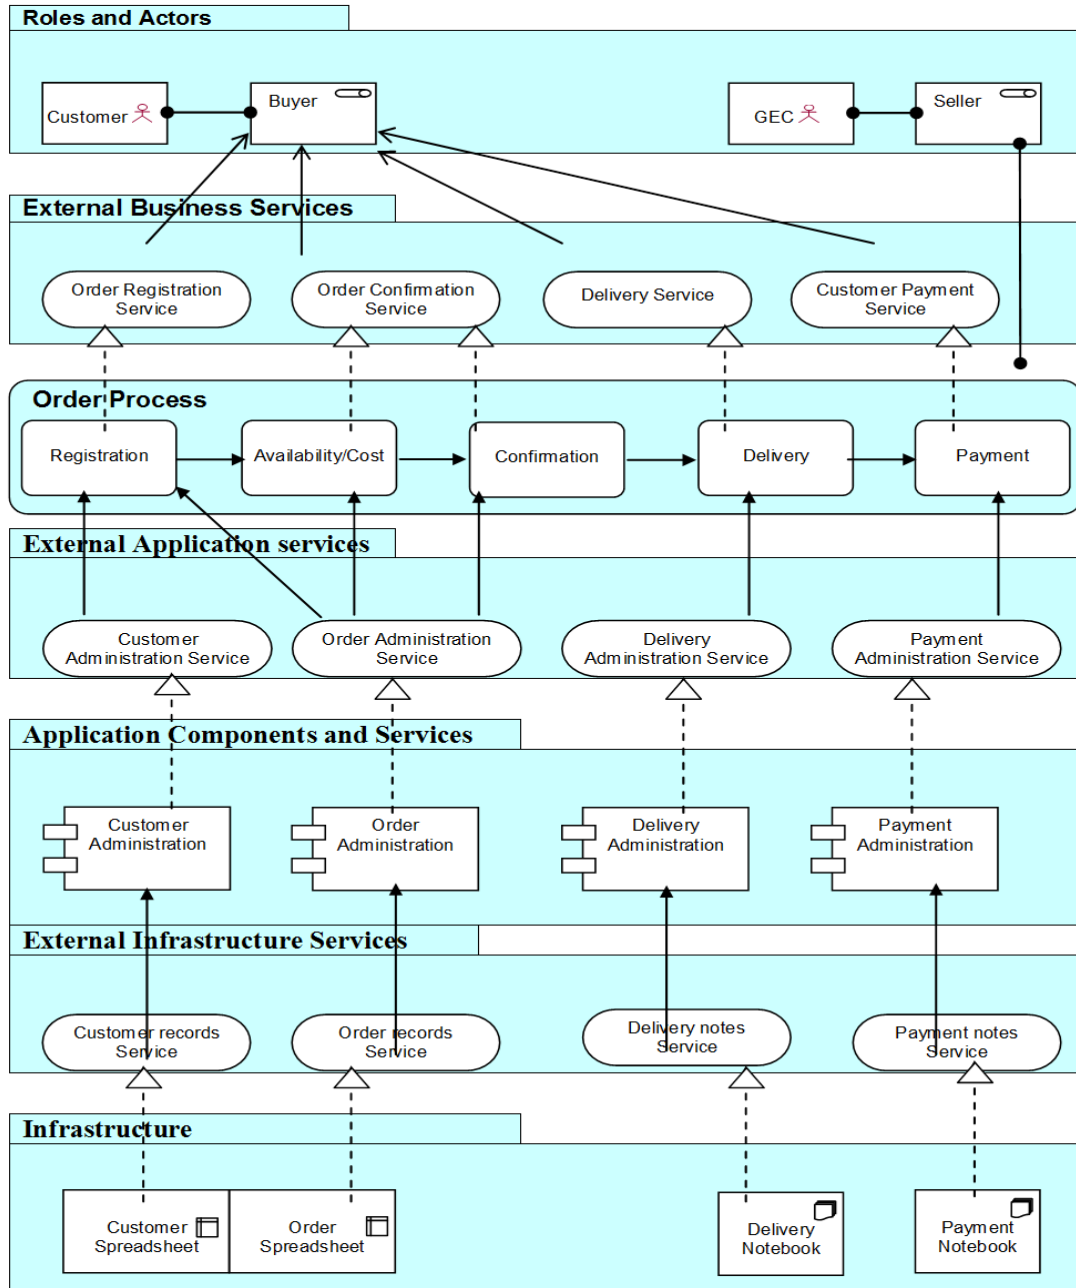 Roles and Actors
Customer
Buyer
GEC
Seller
External Business Services
Order Registration
Service
Order Confirmation
Service
Delivery Service
Customer Payment
Service
Order Process
Registration
Availability/Cost
Confirmation
Delivery
Payment
External Application services
Customer
Administration Service
Order Administration
Service
Delivery
Administration Service
Payment
Administration Service
Application Components and Services
Customer
Administration
Order
Administration
Delivery
Administration
Payment
Administration
External Infrastructure Services
Customer records
Service
Order records
Service
Delivery notes
Service
Payment notes
Service
Infrastructure
Customer
Spreadsheet
Order
Spreadsheet
Delivery
Notebook
Payment
Notebook